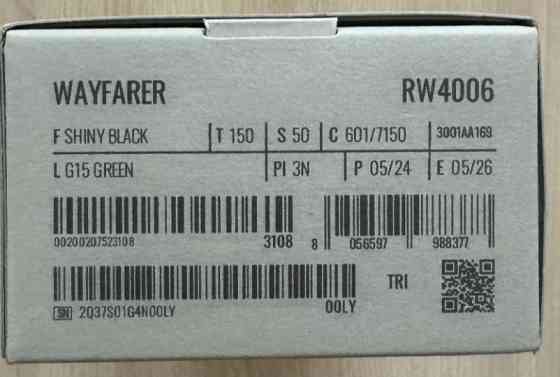 WAYFARER RW4006
F SHINY BLACK T 150 S 50 C 601/7150 3001AA169
L G15 GREEN PI 3N P 05/24 E 05/26
00200207523108 3108 8 056597 988377
TRI
SN 2Q37S01G4N00LY 00LY